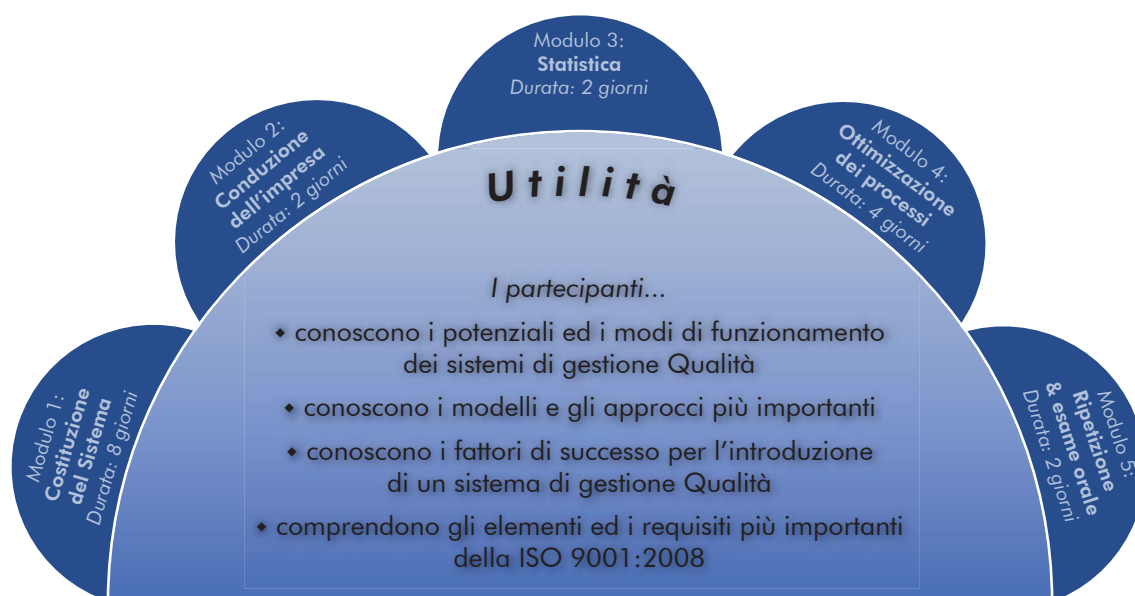 Modulo 1:
Costituzione
del Sistema
Durata: 8 giorni
Modulo 2:
Conduzione
dell'impresa
Durata: 2 giorni
Modulo 3:
Statistica
Durata: 2 giorni
Modulo 4:
Ottimizzazione
dei processi
Durata: 4 giorni
Modulo 5:
Ripetizione
& esame orale
Durata: 2 giorni
Utilità
I partecipanti...
◆ conoscono i potenziali ed i modi di funzionamento
dei sistemi di gestione Qualità
◆ conoscono i modelli e gli approcci più importanti
◆ conoscono i fattori di successo per l'introduzione
di un sistema di gestione Qualità
◆ comprendono gli elementi ed i requisiti più importanti
della ISO 9001:2008